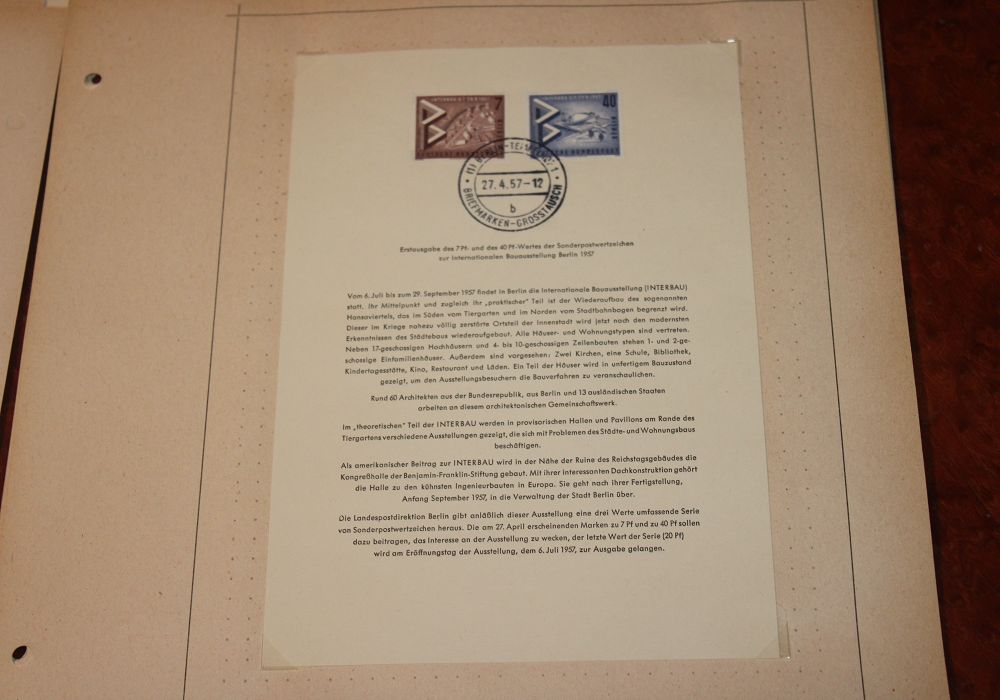 INTERBAU BERLIN 1957
7
DEUTSCHE BUNDESPOST
INTERBAU BERLIN 1957
40
DEUTSCHE BUNDESPOST
BERLIN
(1) BERLIN-TEMPELHOF 1
27.4.57-12
b
BRIEFMARKEN-GROSSTAUSCH
Erstausgabe des 7 Pf- und des 40 Pf-Wertes der Sonderpostwertzeichen
zur Internationalen Bauausstellung Berlin 1957
Vom 6. Juli bis zum 29. September 1957 findet in Berlin die Internationale Bauausstellung (INTERBAU)
statt. Ihr Mittelpunkt und zugleich ihr „praktischer" Teil ist der Wiederaufbau des sogenannten
Hansaviertels, das im Süden vom Tiergarten und im Norden vom Stadtbahnbogen begrenzt wird.
Dieser im Kriege nahezu völlig zerstörte Ortsteil der Innenstadt wird jetzt nach den modernsten
Erkenntnissen des Städtebaus wiederaufgebaut. Alle Häuser- und Wohnungstypen sind vertreten.
Neben 17-geschossigen Hochhäusern und 4- bis 10-geschossigen Zeilenbauten stehen 1- und 2-ge-
schossige Einfamilienhäuser. Außerdem sind vorgesehen: Zwei Kirchen, eine Schule, Bibliothek,
Kindertagesstätte, Kino, Restaurant und Läden. Ein Teil der Häuser wird in unfertigem Bauzustand
gezeigt, um den Ausstellungsbesuchern die Bauverfahren zu veranschaulichen.
Rund 60 Architekten aus der Bundesrepublik, aus Berlin und 13 ausländischen Staaten
arbeiten an diesem architektonischen Gemeinschaftswerk.
Im „theoretischen" Teil der INTERBAU werden in provisorischen Hallen und Pavillons am Rande des
Tiergartens verschiedene Ausstellungen gezeigt, die sich mit Problemen des Städte- und Wohnungsbaus
beschäftigen.
Als amerikanischer Beitrag zur INTERBAU wird in der Nähe der Ruine des Reichstagsgebäudes die
Kongreßhalle der Benjamin-Franklin-Stiftung gebaut. Mit ihrer interessanten Dachkonstruktion gehört
die Halle zu den kühnsten Ingenieurbauten in Europa. Sie geht nach ihrer Fertigstellung,
Anfang September 1957, in die Verwaltung der Stadt Berlin über.
Die Landespostdirektion Berlin gibt anläßlich dieser Ausstellung eine drei Werte umfassende Serie
von Sonderpostwertzeichen heraus. Die am 27. April erscheinenden Marken zu 7 Pf und zu 40 Pf sollen
dazu beitragen, das Interesse an der Ausstellung zu wecken, der letzte Wert der Serie (20 Pf)
wird am Eröffnungstag der Ausstellung, dem 6. Juli 1957, zur Ausgabe gelangen.